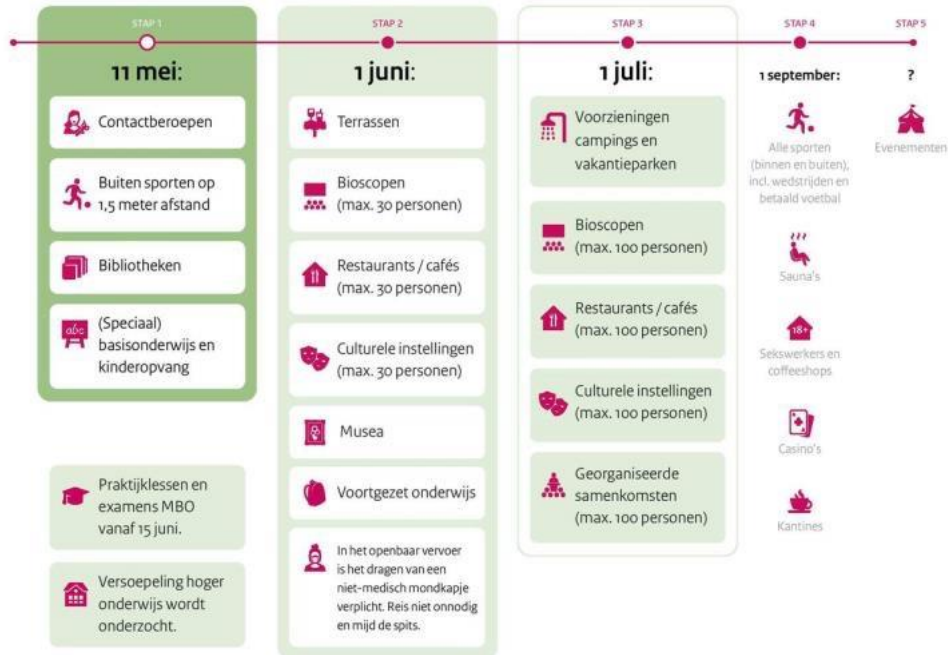 STAP 1
11 mei:
Contactberoepen
Buiten sporten op
1,5 meter afstand
Bibliotheken
abc
(Speciaal)
basisonderwijs en
kinderopvang
Praktijklessen en
examens MBO
vanaf 15 juni.
Versoepeling hoger
onderwijs wordt
onderzocht.
STAP 2
1 juni:
Terrassen
Bioscopen
(max. 30 personen)
Restaurants / cafés
(max. 30 personen)
Culturele instellingen
(max. 30 personen)
Musea
Voortgezet onderwijs
In het openbaar vervoer
is het dragen van een
niet-medisch mondkapje
verplicht. Reis niet onnodig
en mijd de spits.
STAP 3
1 juli:
Voorzieningen
campings en
vakantieparken
Bioscopen
(max. 100 personen)
Restaurants / cafés
(max. 100 personen)
Culturele instellingen
(max. 100 personen)
Georganiseerde
samenkomsten
(max. 100 personen)
STAP 4
1 september:
Alle sporten
(binnen en buiten),
incl. wedstrijden en
betaald voetbal
Sauna's
18+
Sekswerkers en
coffeeshops
Casino's
Kantines
STAP 5
?
Evenementen